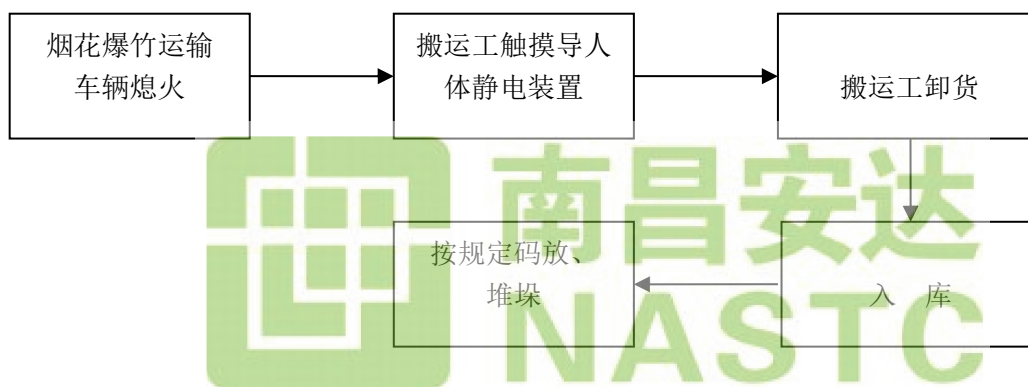 烟花爆竹运输
车辆熄火
搬运工触摸导人
体静电装置
搬运工卸货
入 库
按规定码放、
堆垛
南昌安达
NASTC